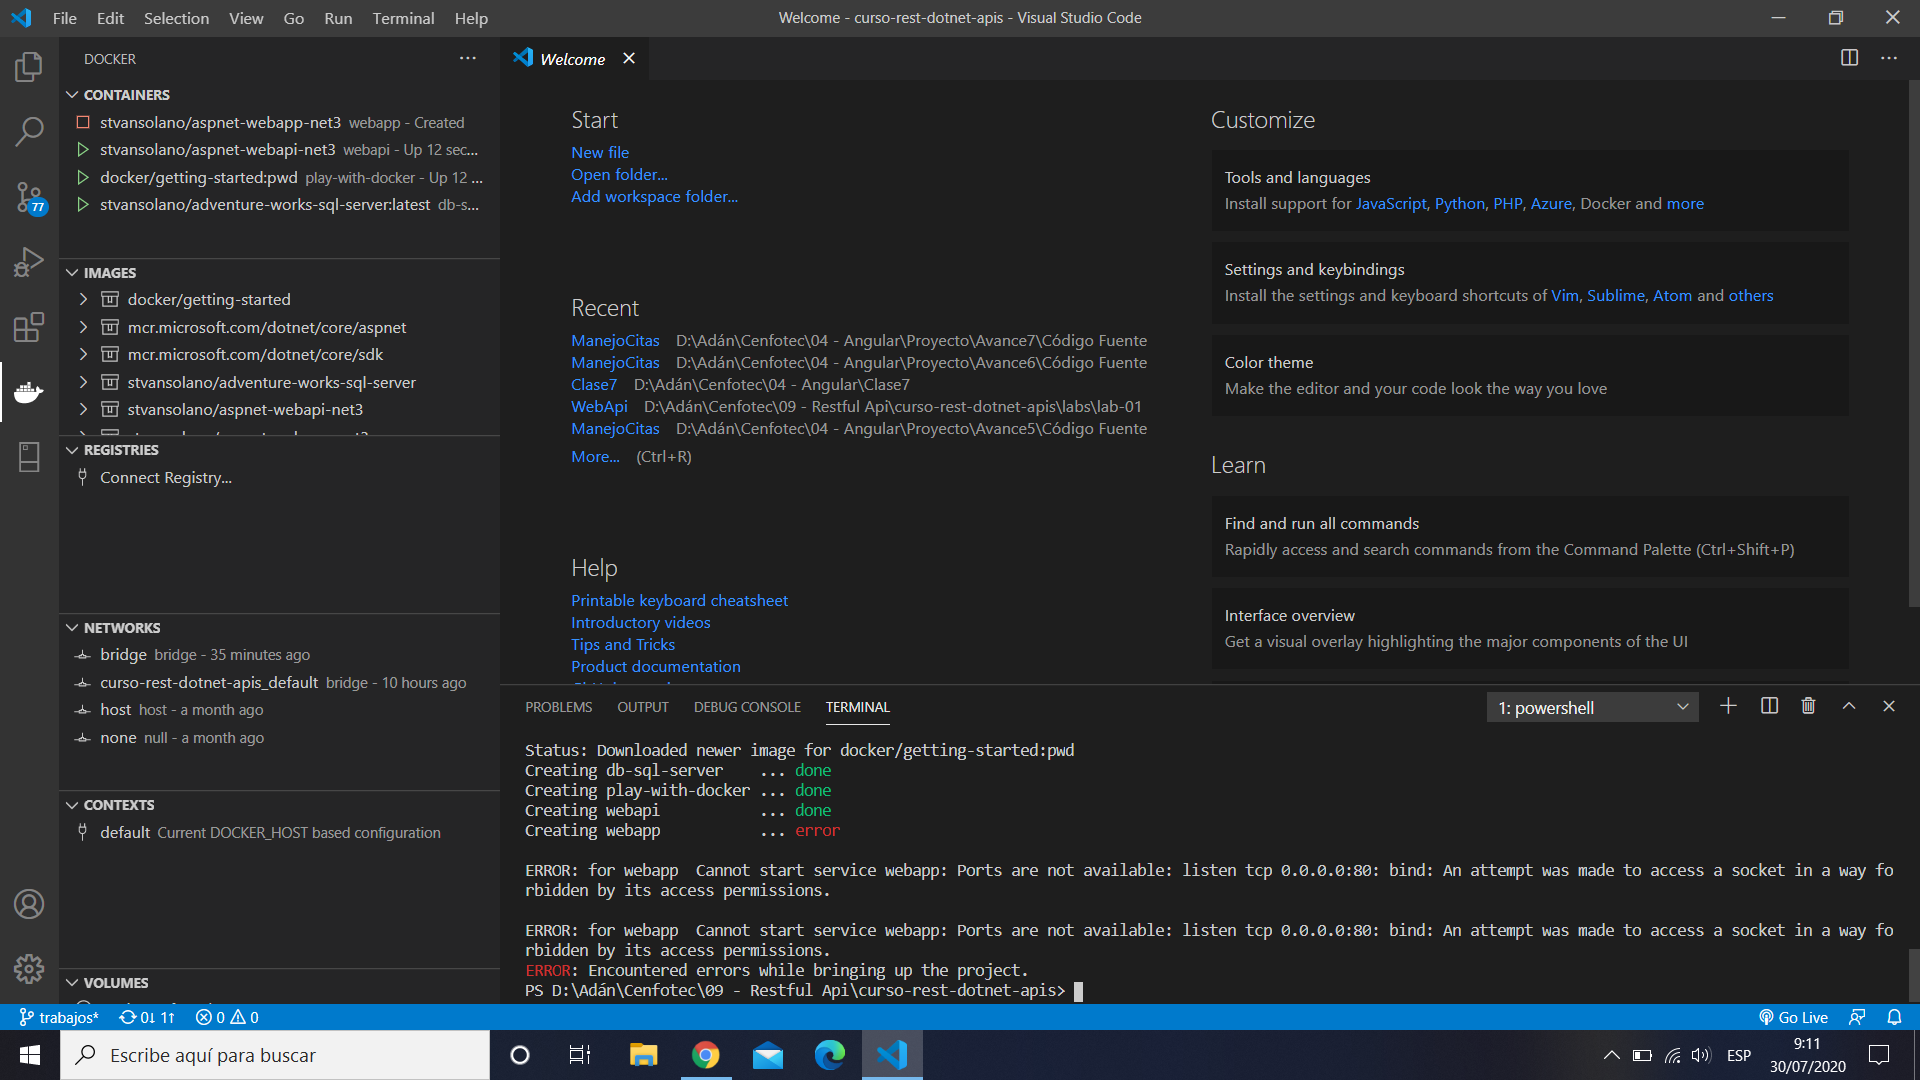 File Edit Selection View Go Run Terminal Help
Welcome - curso-rest-dotnet-apis - Visual Studio Code
DOCKER
Welcome
CONTAINERS
stvansolano/aspnet-webapp-net3 webapp - Created
stvansolano/aspnet-webapi-net3 webapi - Up 12 sec...
docker/getting-started:pwd play-with-docker - Up 12 ...
stvansolano/adventure-works-sql-server:latest db-s...
77
IMAGES
docker/getting-started
mcr.microsoft.com/dotnet/core/aspnet
mcr.microsoft.com/dotnet/core/sdk
stvansolano/adventure-works-sql-server
stvansolano/aspnet-webapi-net3
REGISTRIES
Connect Registry...
NETWORKS
bridge bridge - 35 minutes ago
curso-rest-dotnet-apis_default bridge - 10 hours ago
host host - a month ago
none null - a month ago
CONTEXTS
default Current DOCKER_HOST based configuration
VOLUMES
Start
New file
Open folder...
Add workspace folder...
Recent
ManejoCitas D:\Adán\Cenfotec\04 - Angular\Proyecto\Avance7\Código Fuente
ManejoCitas D:\Adán\Cenfotec\04 - Angular\Proyecto\Avance6\Código Fuente
Clase7 D:\Adán\Cenfotec\04 - Angular\Clase7
WebApi D:\Adán\Cenfotec\09 - Restful Api\curso-rest-dotnet-apis\labs\lab-01
ManejoCitas D:\Adán\Cenfotec\04 - Angular\Proyecto\Avance5\Código Fuente
More... (Ctrl+R)
Help
Printable keyboard cheatsheet
Introductory videos
Tips and Tricks
Product documentation
Customize
Tools and languages
Install support for JavaScript, Python, PHP, Azure, Docker and more
Settings and keybindings
Install the settings and keyboard shortcuts of Vim, Sublime, Atom and others
Color theme
Make the editor and your code look the way you love
Learn
Find and run all commands
Rapidly access and search commands from the Command Palette (Ctrl+Shift+P)
Interface overview
Get a visual overlay highlighting the major components of the UI
PROBLEMS OUTPUT DEBUG CONSOLE TERMINAL
1: powershell
Status: Downloaded newer image for docker/getting-started:pwd
Creating db-sql-server ... done
Creating play-with-docker ... done
Creating webapi ... done
Creating webapp ... error
ERROR: for webapp Cannot start service webapp: Ports are not available: listen tcp 0.0.0.0:80: bind: An attempt was made to access a socket in a way fo
rbidden by its access permissions.
ERROR: for webapp Cannot start service webapp: Ports are not available: listen tcp 0.0.0.0:80: bind: An attempt was made to access a socket in a way fo
rbidden by its access permissions.
ERROR: Encountered errors while bringing up the project.
PS D:\Adán\Cenfotec\09 - Restful Api\curso-rest-dotnet-apis>
trabajos* 0↓ 1↑ 0 0
Go Live
Escribe aquí para buscar
ESP
9:11
30/07/2020